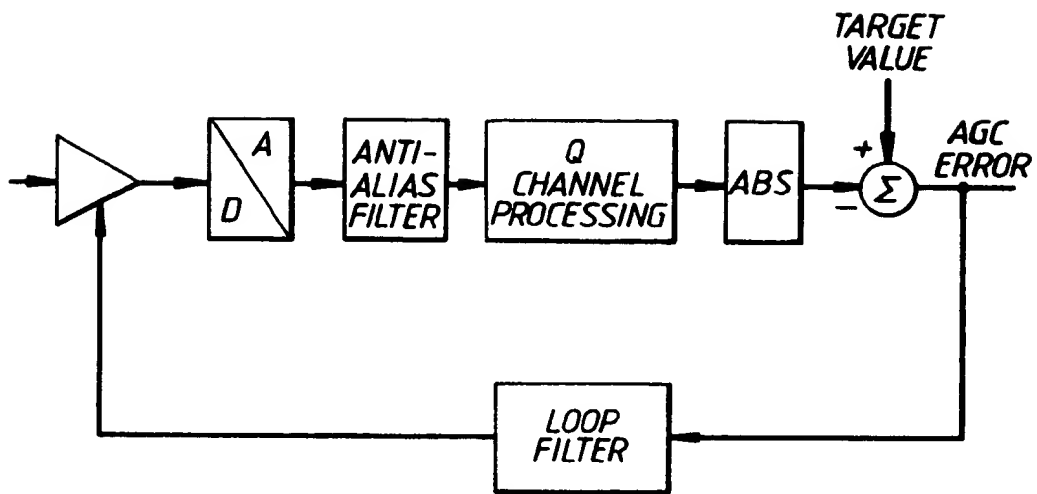 TARGET
VALUE
A
D
ANTI-
ALIAS
FILTER
Q
CHANNEL
PROCESSING
ABS
+
−
Σ
AGC
ERROR
LOOP
FILTER